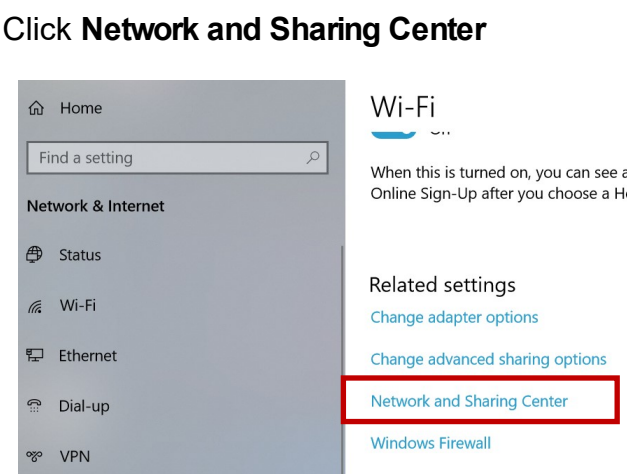 Click Network and Sharing Center
Home
Find a setting
Network & Internet
Status
Wi-Fi
Ethernet
Dial-up
VPN
Wi-Fi
When this is turned on, you can see a
Online Sign-Up after you choose a H
Related settings
Change adapter options
Change advanced sharing options
Network and Sharing Center
Windows Firewall